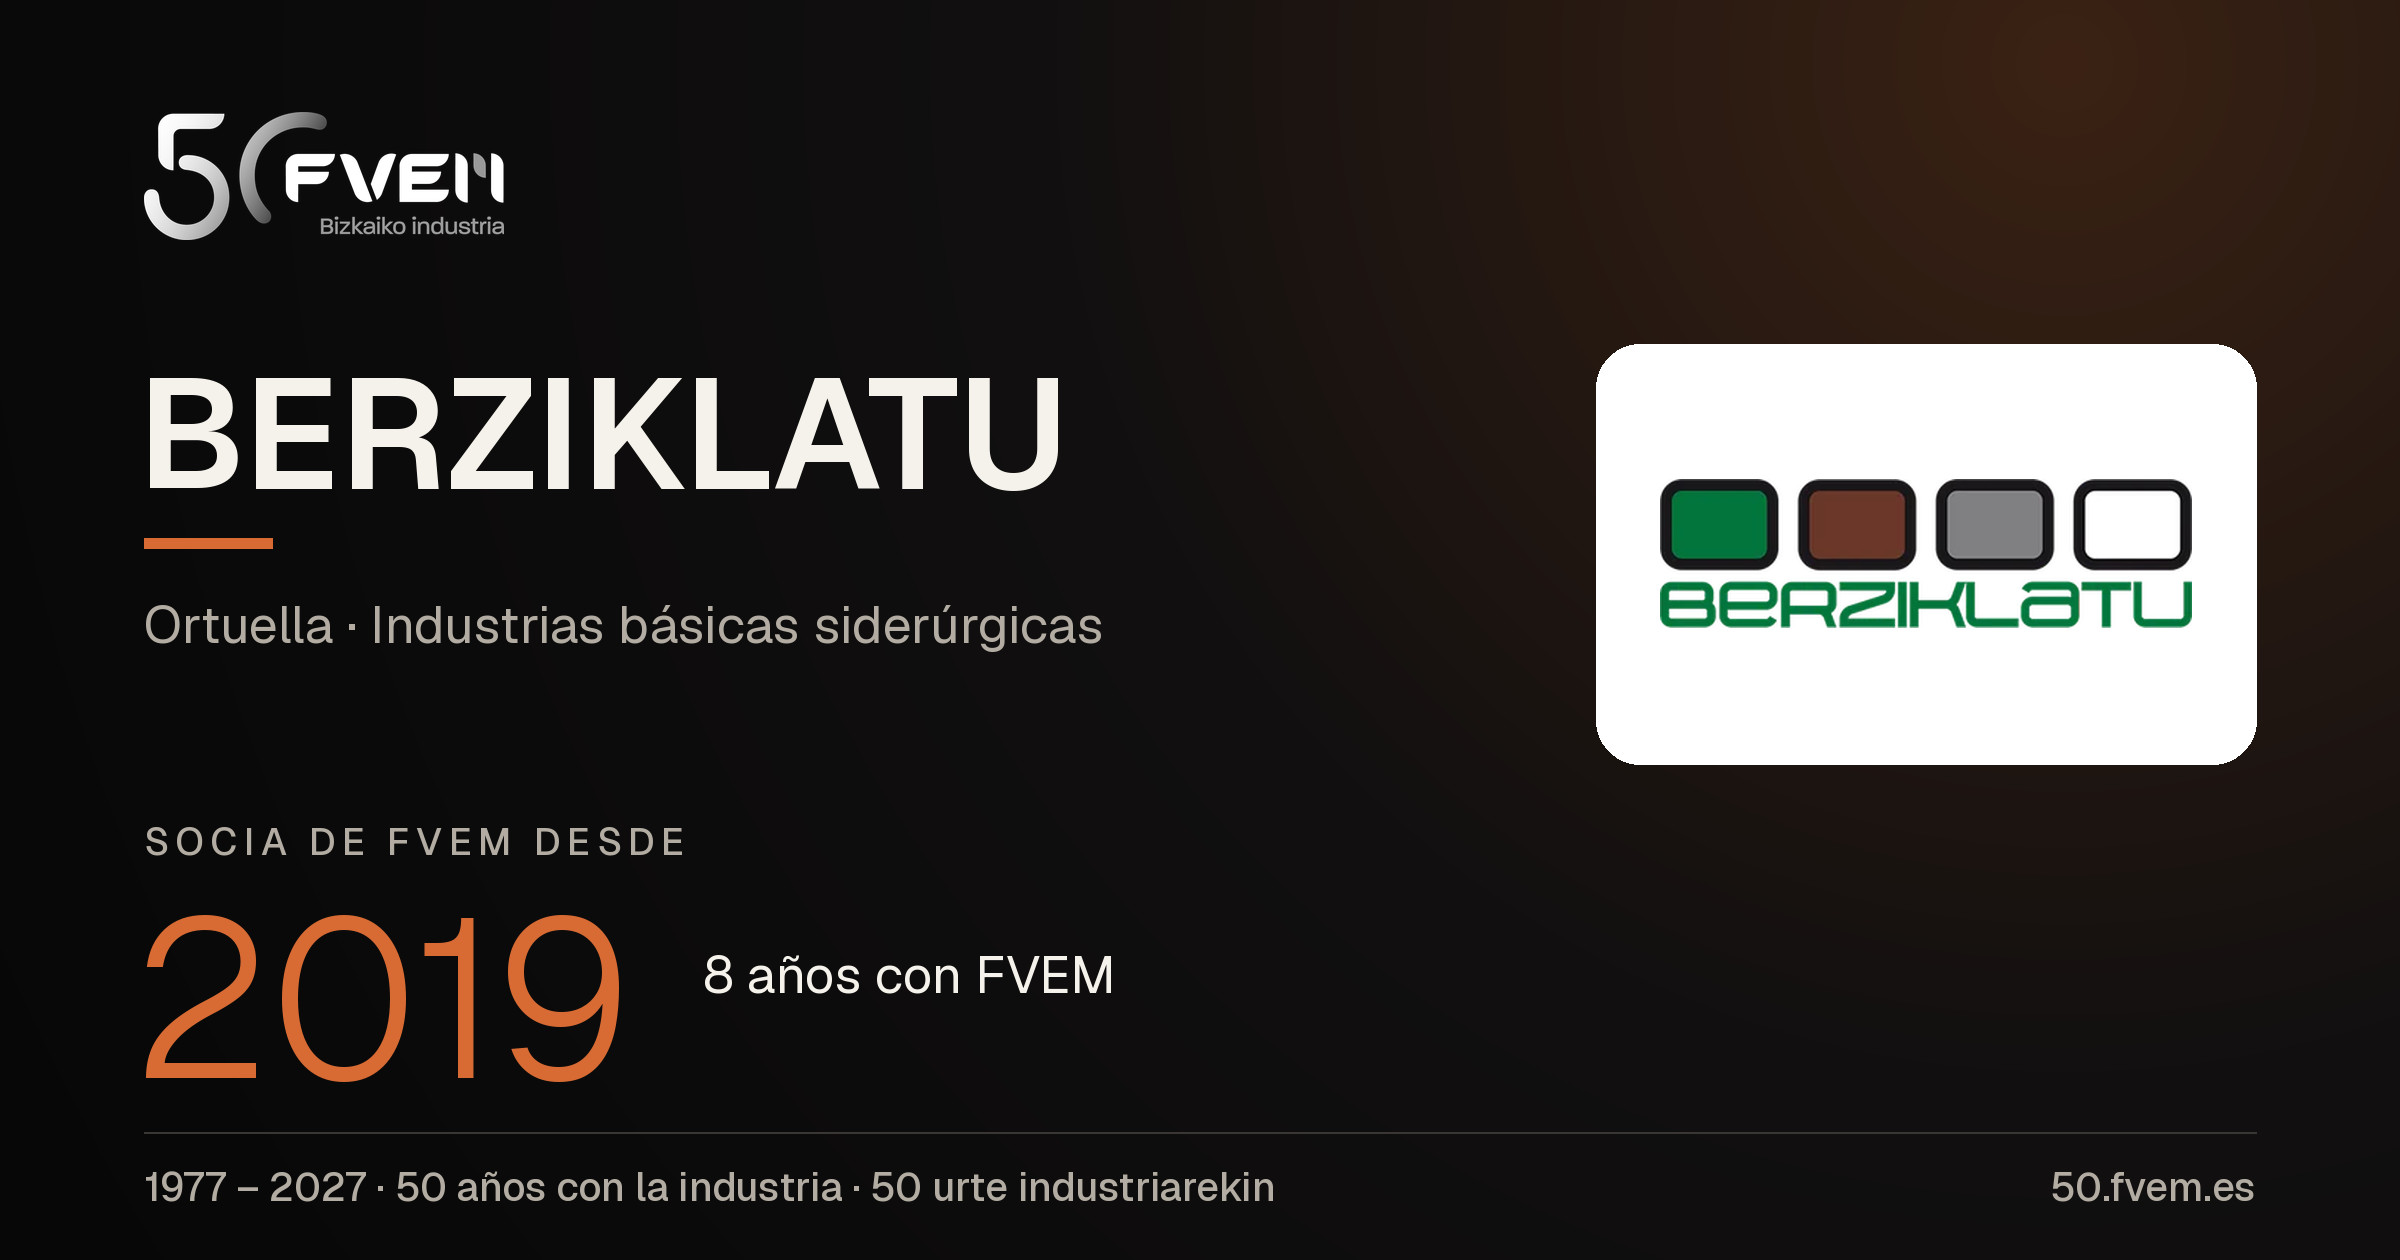 50 FVEM
Bizkaiko industria
BERZIKLATU
Ortuella · Industrias básicas siderúrgicas
BERZIKLATU
SOCIA DE FVEM DESDE
2019
8 años con FVEM
1977 – 2027 · 50 años con la industria · 50 urte industriarekin
50.fvem.es